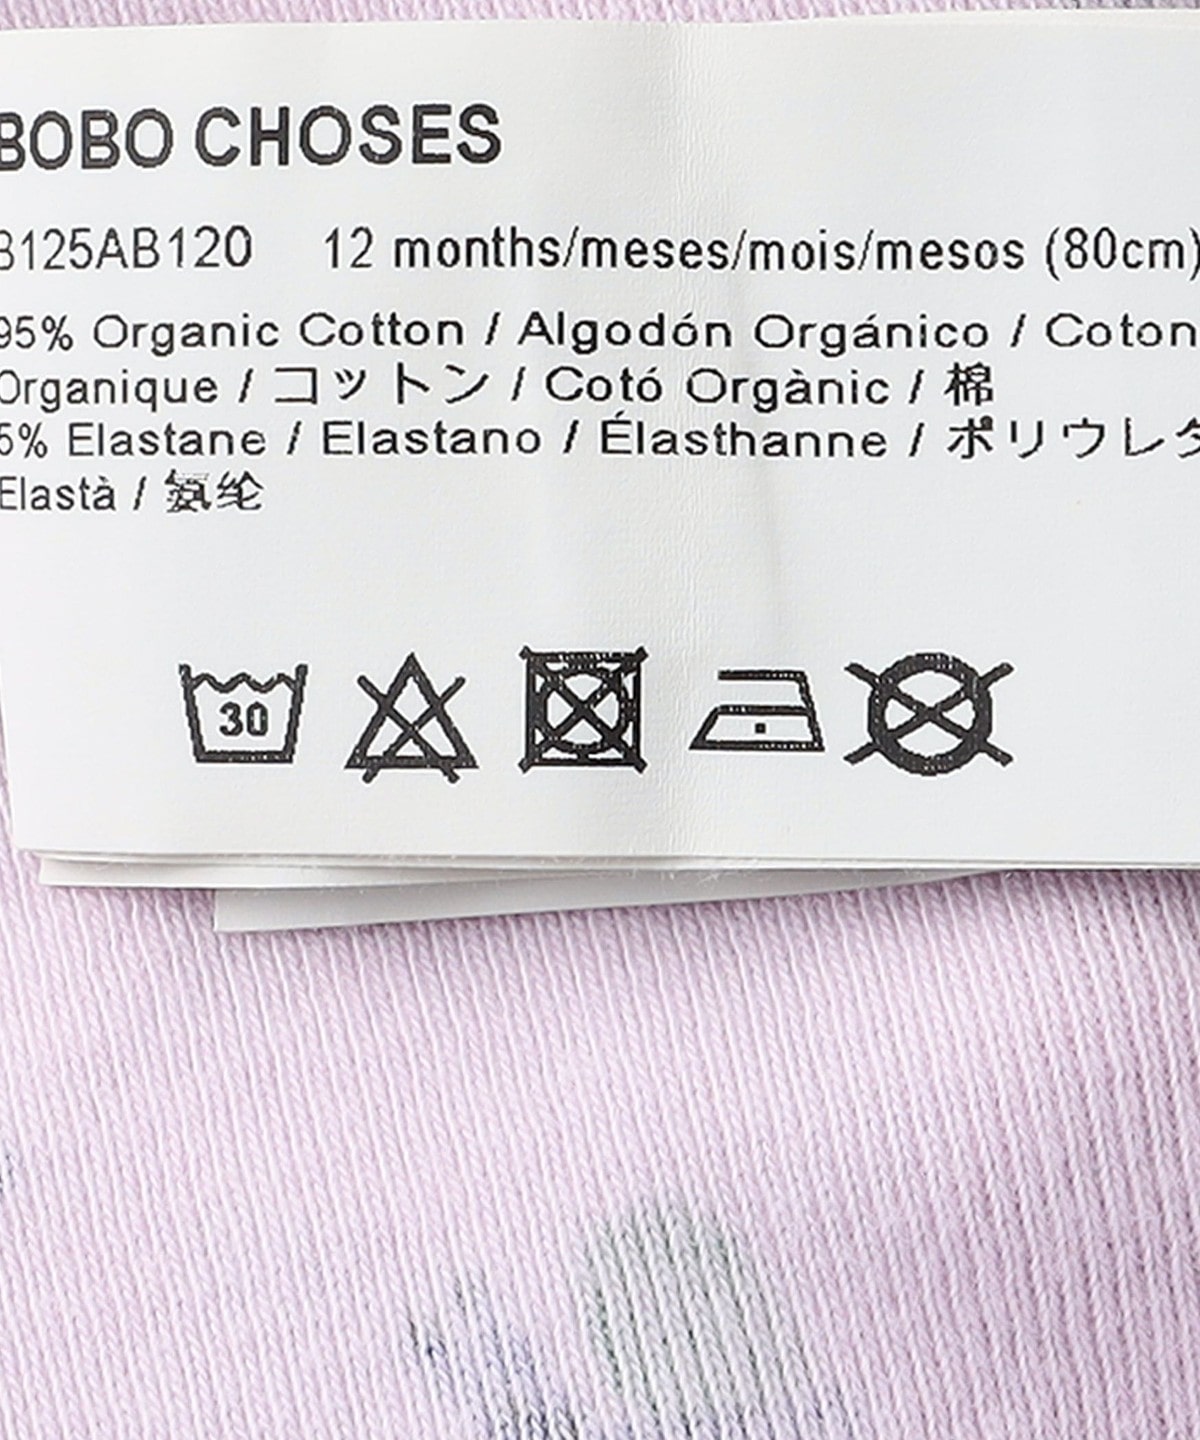 BOBO CHOSES
B125AB120 12 months/meses/mois/mesos (80cm)
95% Organic Cotton / Algodón Orgánico / Coton
Organique / コットン / Cotó Orgànic / 棉
5% Elastane / Elastano / Élasthanne / ポリウレタ
Elastà / 氨纶
30